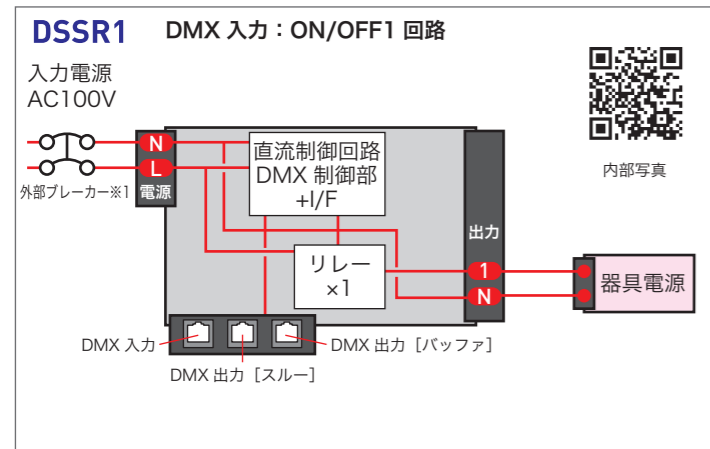 DSSR1 DMX 入力：ON/OFF1 回路
入力電源
AC100V
内部写真
N
L
電源
外部ブレーカー※1
直流制御回路
DMX 制御部
+I/F
リレー
×1
出力
1
N
器具電源
DMX 入力
DMX 出力［スルー］
DMX 出力［バッファ］